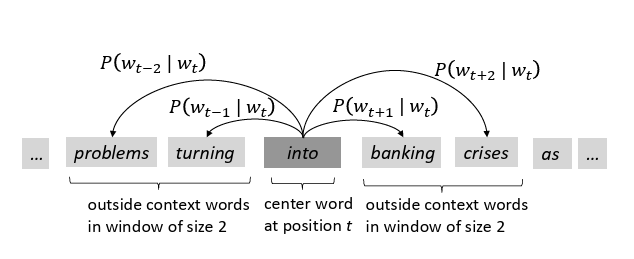 P(w_{t−2} | w_t)
P(w_{t+2} | w_t)
P(w_{t−1} | w_t)
P(w_{t+1} | w_t)
... problems turning into banking crises as ...
outside context words
in window of size 2
center word
at position t
outside context words
in window of size 2